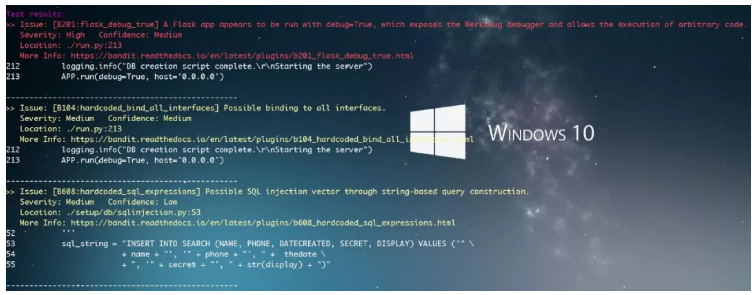 Test results:
>> Issue: [B201:flask_debug_true] A Flask app appears to be run with debug=True, which exposes the Werkzeug debugger and allows the execution of arbitrary code
Severity: High Confidence: Medium
Location: ./run.py:213
More Info: https://bandit.readthedocs.io/en/latest/plugins/b201_flask_debug_true.html
212 logging.info("DB creation script complete.\r\nStarting the server")
213 APP.run(debug=True, host='0.0.0.0')
--------------------------------------------------
>> Issue: [B104:hardcoded_bind_all_interfaces] Possible binding to all interfaces.
Severity: Medium Confidence: Medium
Location: ./run.py:213
More Info: https://bandit.readthedocs.io/en/latest/plugins/b104_hardcoded_bind_all_i ml
212 logging.info("DB creation script complete.\r\nStarting the server")
213 APP.run(debug=True, host='0.0.0.0')
WINDOWS 10
--------------------------------------------------
>> Issue: [B608:hardcoded_sql_expressions] Possible SQL injection vector through string-based query construction.
Severity: Medium Confidence: Low
Location: ./setup/db/sqlinjection.py:53
More Info: https://bandit.readthedocs.io/en/latest/plugins/b608_hardcoded_sql_expressions.html
52 '''
53 sql_string = "INSERT INTO SEARCH (NAME, PHONE, DATECREATED, SECRET, DISPLAY) VALUES ('" \
54 + name + "', '" + phone + "', " + thedate \
55 + ", '" + secret + "', " + str(display) + ")"
--------------------------------------------------